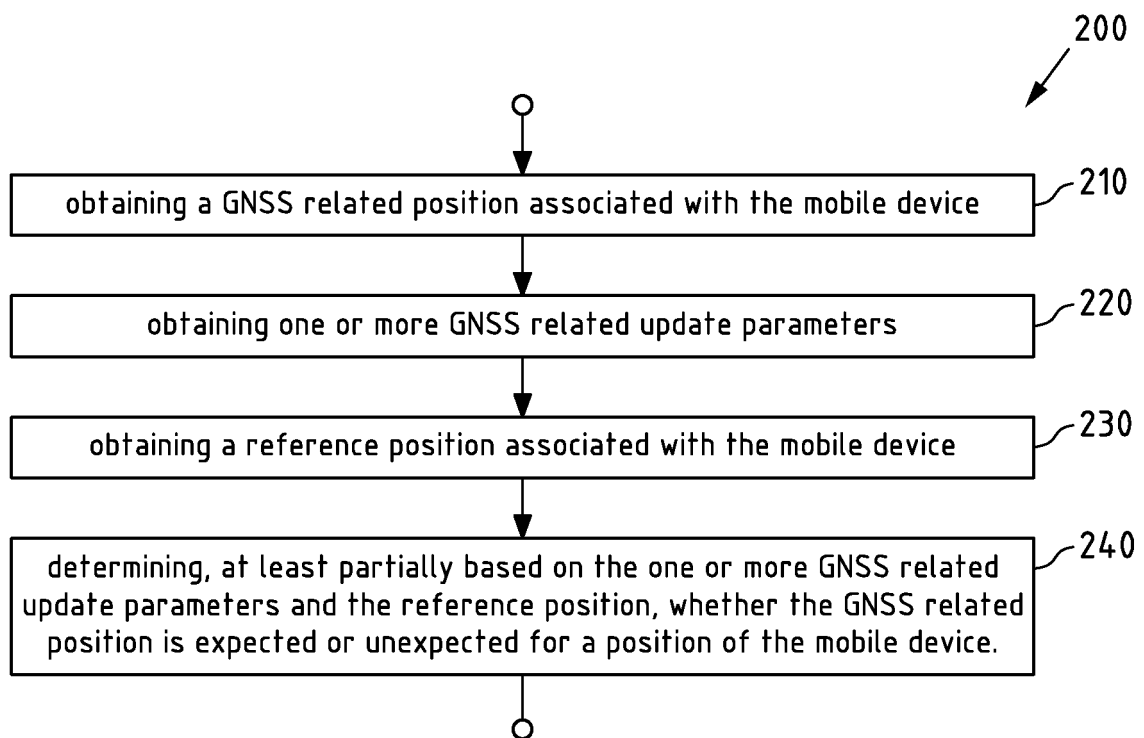 200
obtaining a GNSS related position associated with the mobile device
210
obtaining one or more GNSS related update parameters
220
obtaining a reference position associated with the mobile device
230
determining, at least partially based on the one or more GNSS related
update parameters and the reference position, whether the GNSS related
position is expected or unexpected for a position of the mobile device.
240